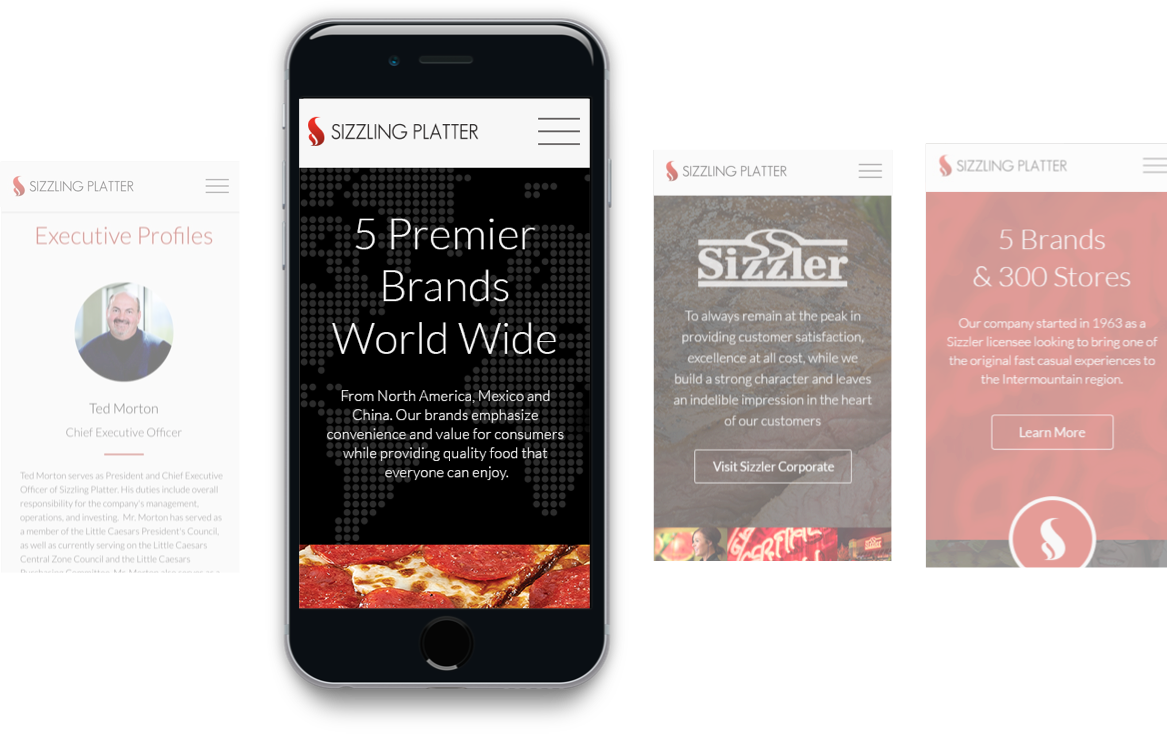 SIZZLING PLATTER
Executive Profiles
Ted Morton
Chief Executive Officer
Ted Morton serves as President and Chief Executive
Officer of Sizzling Platter. His duties include overall
responsibility for the company's management,
operations, and investing. Mr. Morton has served as
a member of the Little Caesars President's Council,
as well as currently serving on the Little Caesars
Central Zone Council and the Little Caesars
Purchasing Committee. Mr. Morton also serves as a
SIZZLING PLATTER
5 Premier
Brands
World Wide
From North America, Mexico and
China. Our brands emphasize
convenience and value for consumers
while providing quality food that
everyone can enjoy.
SIZZLING PLATTER
Sizzler
To always remain at the peak in
providing customer satisfaction,
excellence at all cost, while we
build a strong character and leaves
an indelible impression in the heart
of our customers
Visit Sizzler Corporate
SIZZLING PLATTER
5 Brands
& 300 Stores
Our company started in 1963 as a
Sizzler licensee looking to bring one of
the original fast casual experiences to
the Intermountain region.
Learn More